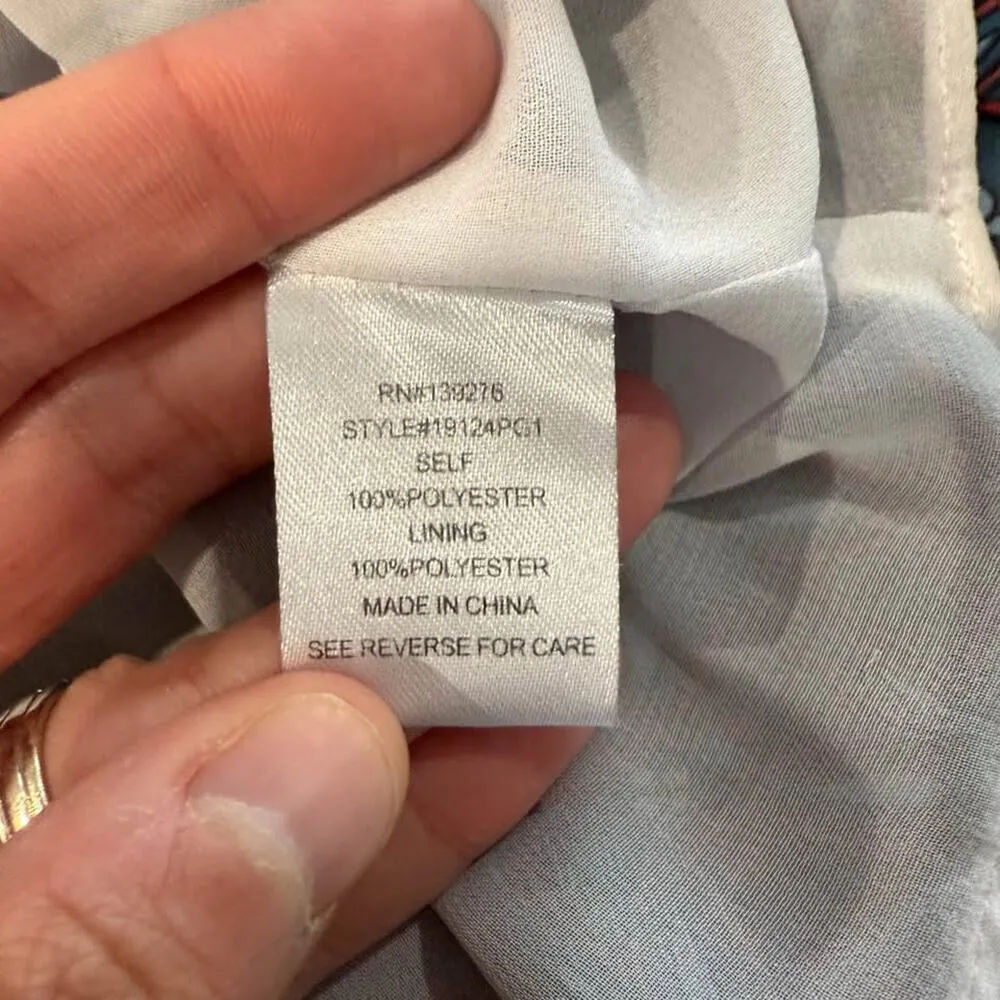 RN#139276
STYLE#19124PG1
SELF
100%POLYESTER
LINING
100%POLYESTER
MADE IN CHINA
SEE REVERSE FOR CARE